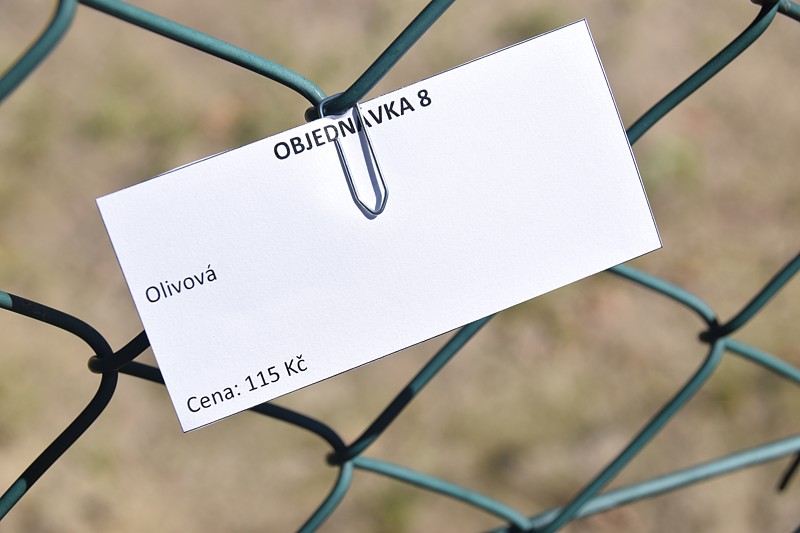 OBJEDNÁVKA 8
Olivová
Cena: 115 Kč